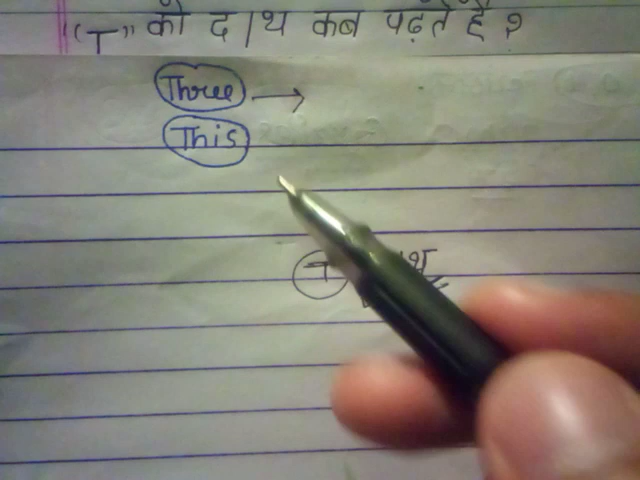 "T" को द/थ कब पढ़ते हैं?
Three →
This
T थ